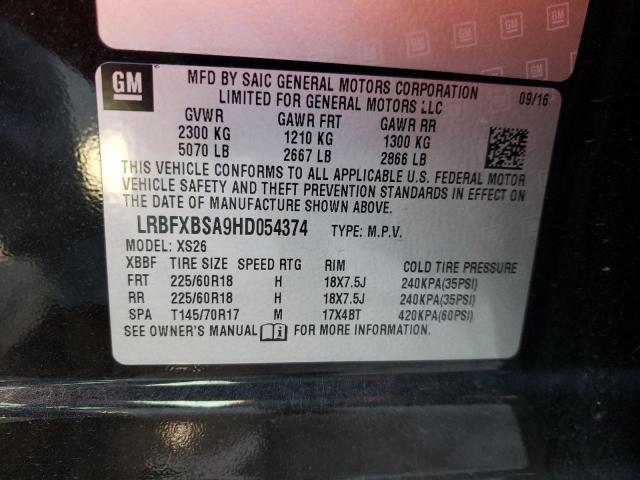 GM
MFD BY SAIC GENERAL MOTORS CORPORATION
LIMITED FOR GENERAL MOTORS LLC
09/16
GVWR GAWR FRT GAWR RR
2300 KG 1210 KG 1300 KG
5070 LB 2667 LB 2866 LB
THIS VEHICLE CONFORMS TO ALL APPLICABLE U.S. FEDERAL MOTOR
VEHICLE SAFETY AND THEFT PREVENTION STANDARDS IN EFFECT ON
THE DATE OF MANUFACTURE SHOWN ABOVE.
LRBFXBSA9HD054374 TYPE: M.P.V.
MODEL: XS26
XBBF TIRE SIZE SPEED RTG RIM COLD TIRE PRESSURE
FRT 225/60R18 H 18X7.5J 240KPA(35PSI)
RR 225/60R18 H 18X7.5J 240KPA(35PSI)
SPA T145/70R17 M 17X4BT 420KPA(60PSI)
SEE OWNER'S MANUAL FOR MORE INFORMATION.